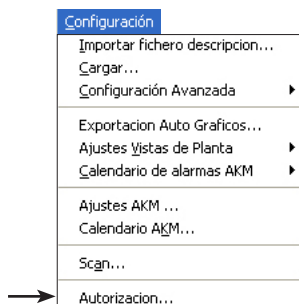 Configuración
Importar fichero descripcion...
Cargar...
Configuración Avanzada
Exportacion Auto Graficos...
Ajustes Vistas de Planta
Calendario de alarmas AKM
Ajustes AKM ...
Calendario AKM...
Scan...
Autorizacion...